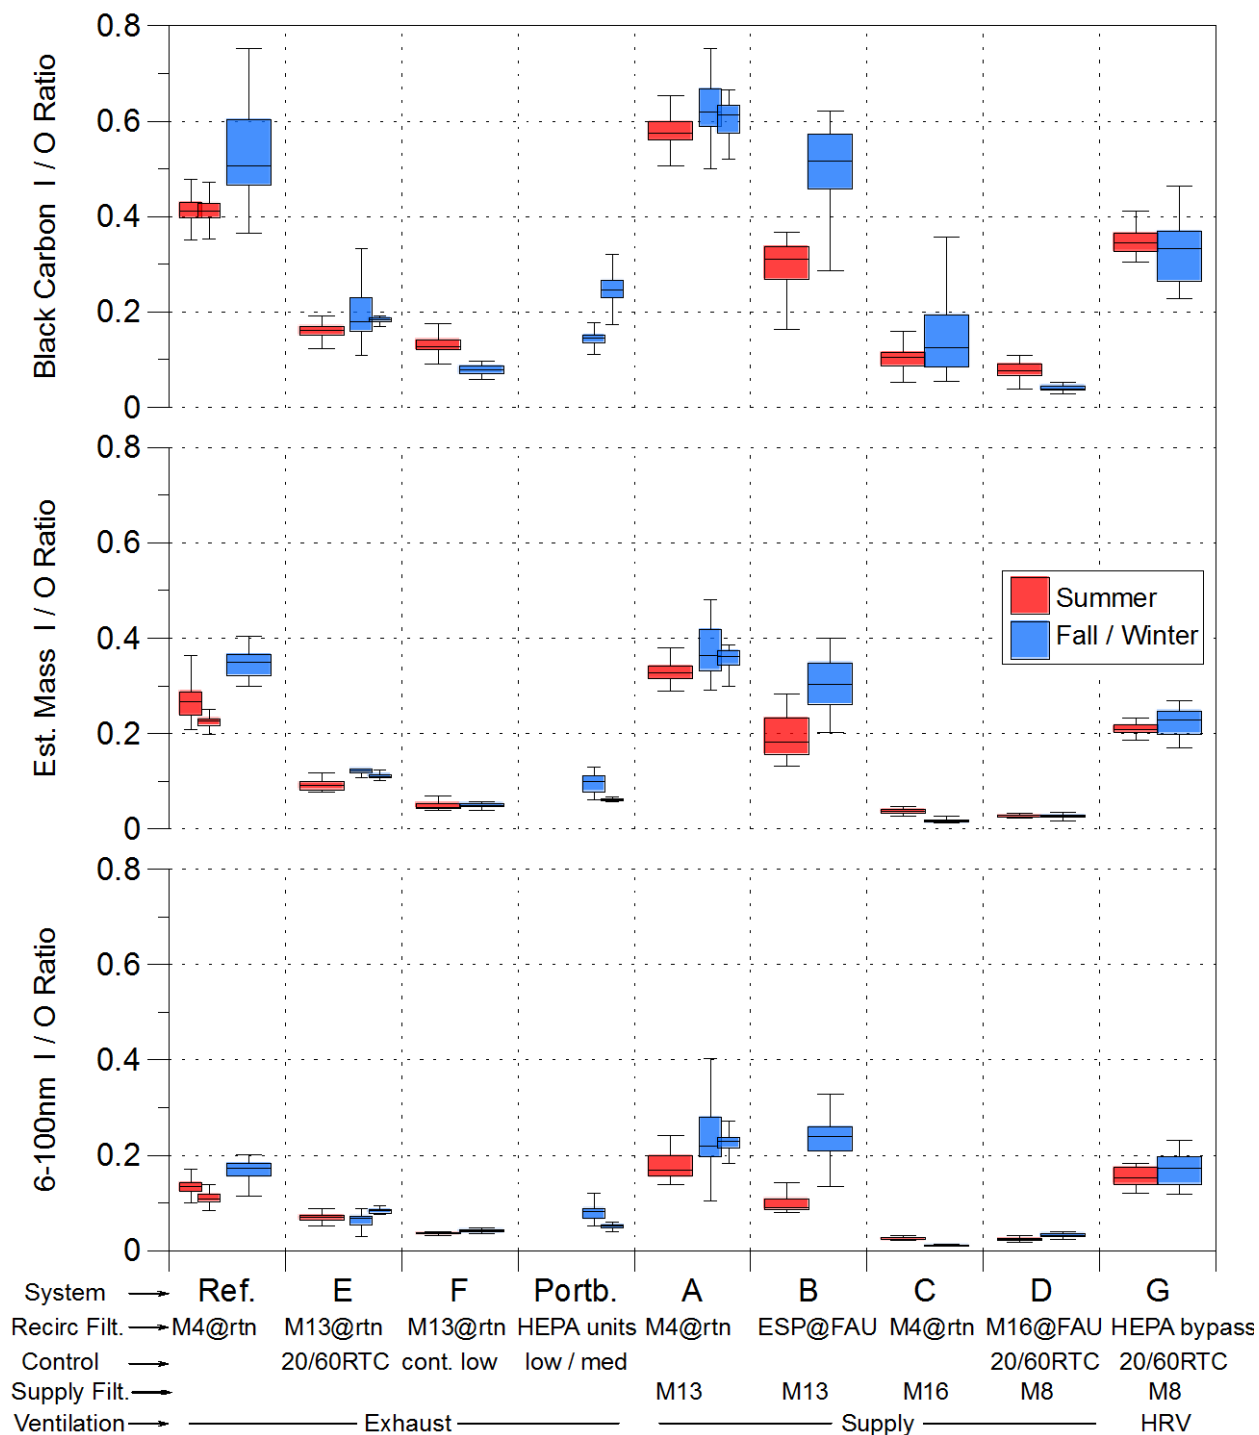 Black Carbon I / O Ratio
0.8
0.6
0.4
0.2
0
Est. Mass I / O Ratio
0.8
0.6
0.4
0.2
0
Summer
Fall / Winter
6-100nm I / O Ratio
0.8
0.6
0.4
0.2
0
System Ref. E F Portb. A B C D G
Recirc Filt. M4@rtn M13@rtn M13@rtn HEPA units M4@rtn ESP@FAU M4@rtn M16@FAU HEPA bypass
Control 20/60RTC cont. low low / med 20/60RTC 20/60RTC
Supply Filt. M13 M13 M16 M8 M8
Ventilation Exhaust Supply HRV